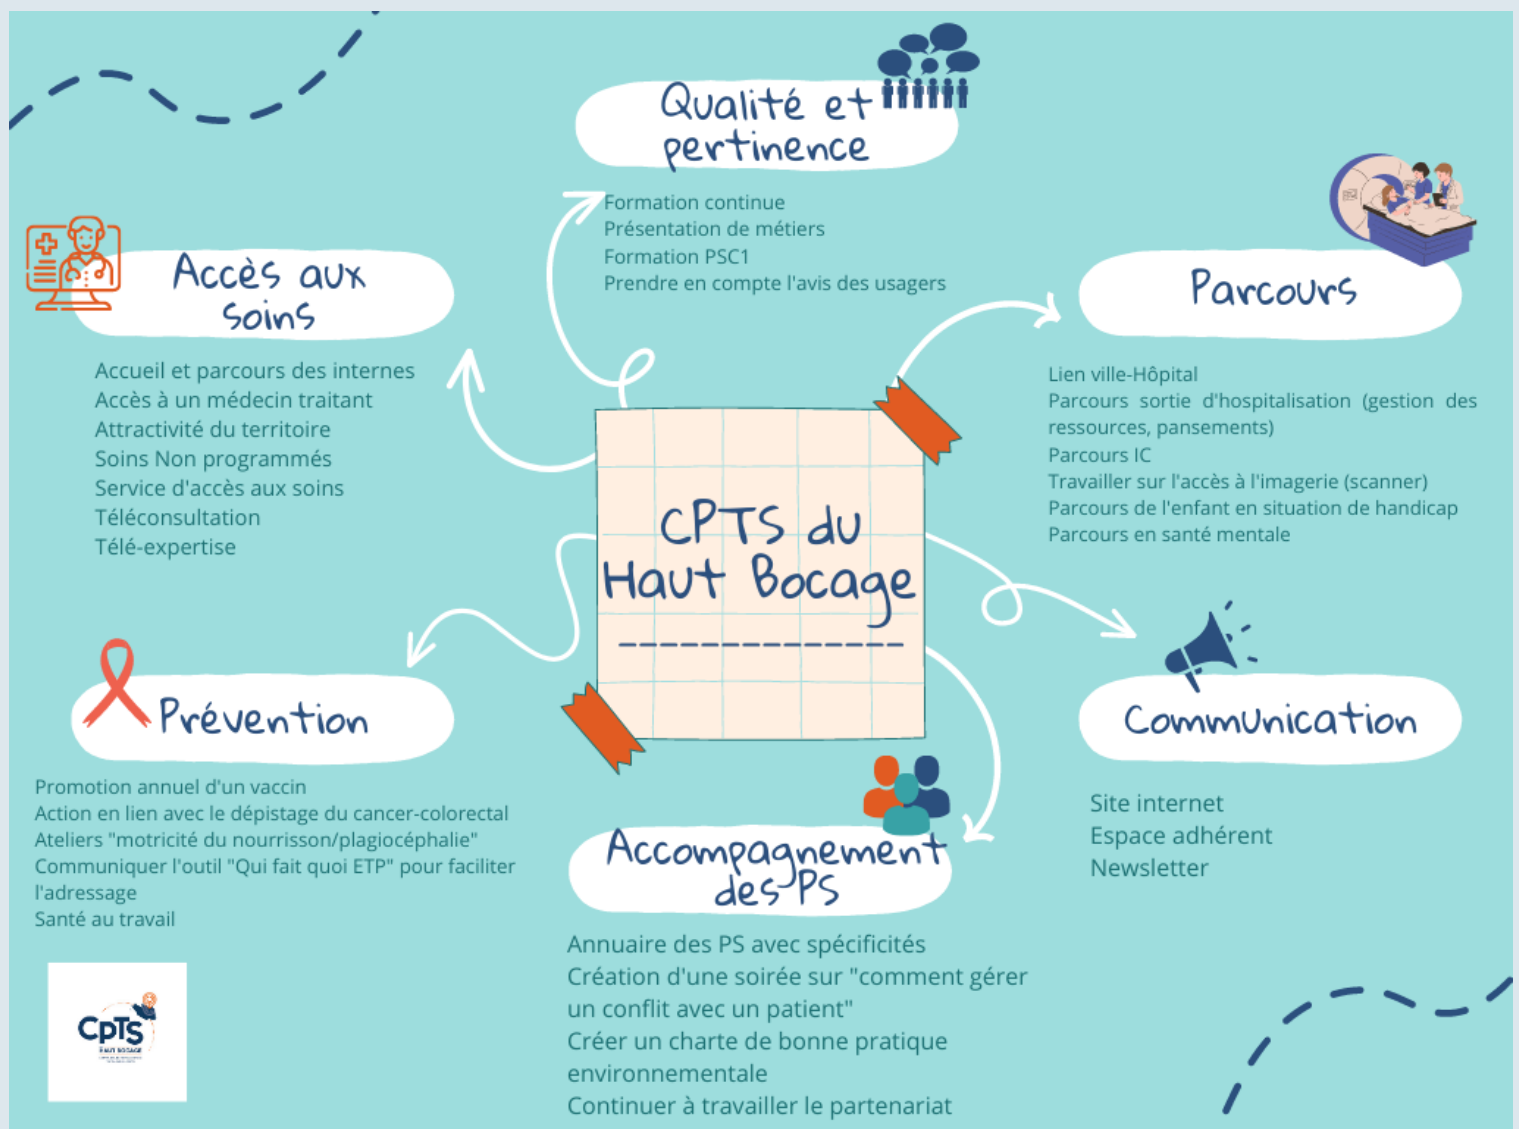 Qualité et
pertinence
Formation continue
Présentation de métiers
Formation PSC1
Prendre en compte l'avis des usagers
Accès aux
soins
Accueil et parcours des internes
Accès à un médecin traitant
Attractivité du territoire
Soins Non programmés
Service d'accès aux soins
Téléconsultation
Télé-expertise
Parcours
Lien ville-Hôpital
Parcours sortie d'hospitalisation (gestion des
ressources, pansements)
Parcours IC
Travailler sur l'accès à l'imagerie (scanner)
Parcours de l'enfant en situation de handicap
Parcours en santé mentale
CPTS du
Haut Bocage
Prévention
Promotion annuel d'un vaccin
Action en lien avec le dépistage du cancer-colorectal
Ateliers "motricité du nourrisson/plagiocéphalie"
Communiquer l'outil "Qui fait quoi ETP" pour faciliter
l'adressage
Santé au travail
Communication
Site internet
Espace adhérent
Newsletter
Accompagnement
des PS
Annuaire des PS avec spécificités
Création d'une soirée sur "comment gérer
un conflit avec un patient"
Créer un charte de bonne pratique
environnementale
Continuer à travailler le partenariat
CpTS
HAUT BOCAGE